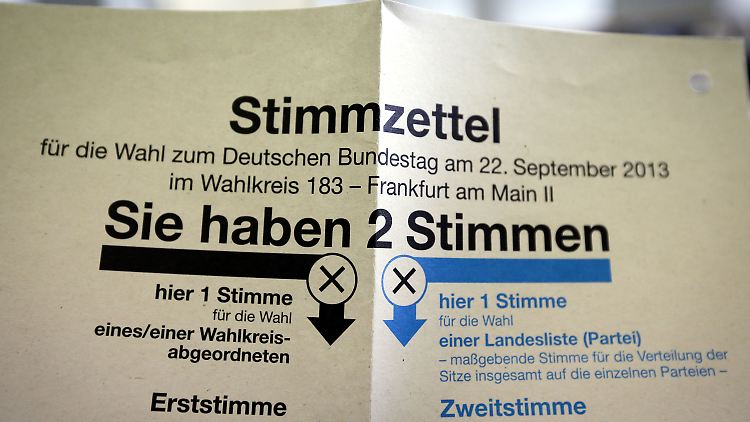 Stimmzettel
für die Wahl zum Deutschen Bundestag am 22. September 2013
im Wahlkreis 183 – Frankfurt am Main II
Sie haben 2 Stimmen
hier 1 Stimme
für die Wahl
eines/einer Wahlkreis-
abgeordneten
Erststimme
hier 1 Stimme
für die Wahl
einer Landesliste (Partei)
– maßgebende Stimme für die Verteilung der
Sitze insgesamt auf die einzelnen Parteien –
Zweitstimme